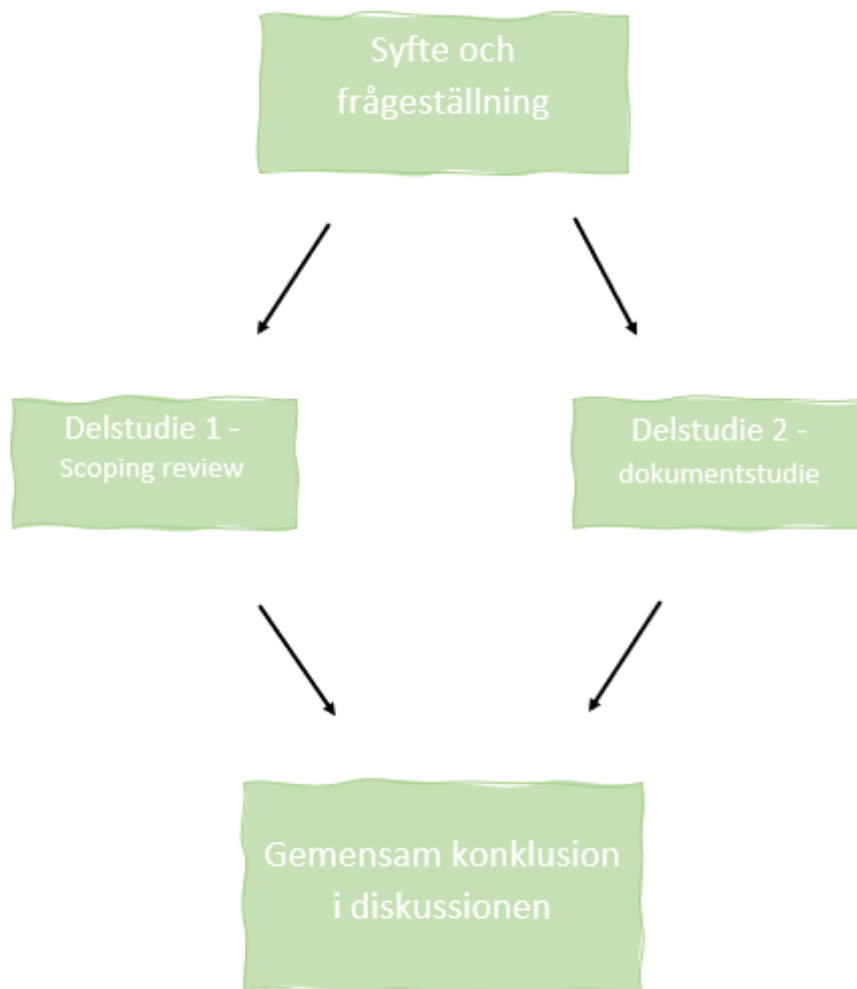 Syfte och
frågeställning
Delstudie 1 -
Scoping review
Delstudie 2 -
dokumentstudie
Gemensam konklusion
i diskussionen